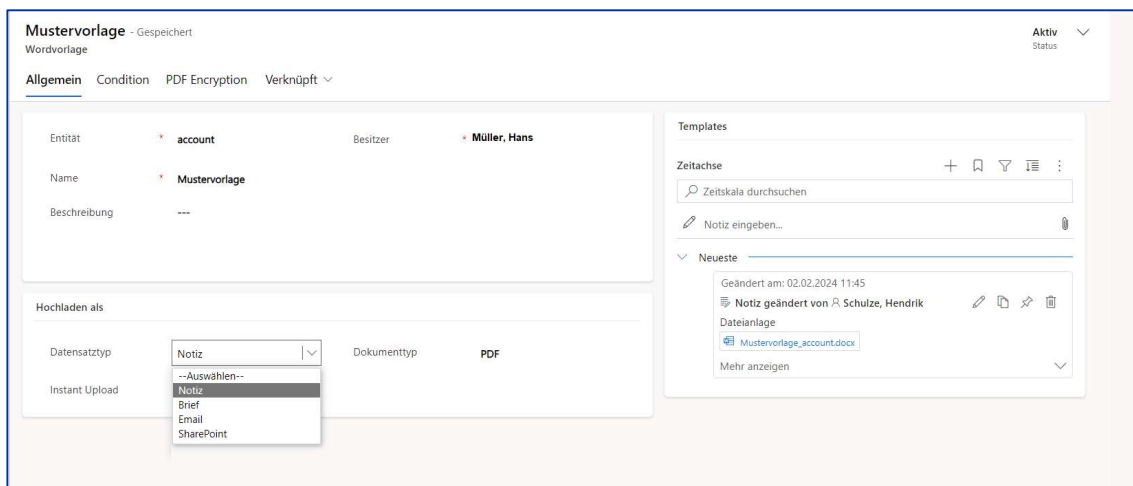 Mustervorlage - Gespeichert
Wordvorlage
Aktiv
Status
Allgemein Condition PDF Encryption Verknüpft
Entität * account Besitzer * Müller, Hans
Name * Mustervorlage
Beschreibung ---
Hochladen als
Datensatztyp Notiz Dokumenttyp PDF
Instant Upload
--Auswählen--
Notiz
Brief
Email
SharePoint
Templates
Zeitachse
Zeitskala durchsuchen
Notiz eingeben...
Neueste
Geändert am: 02.02.2024 11:45
Notiz geändert von Schulze, Hendrik
Dateianlage
Mustervorlage_account.docx
Mehr anzeigen